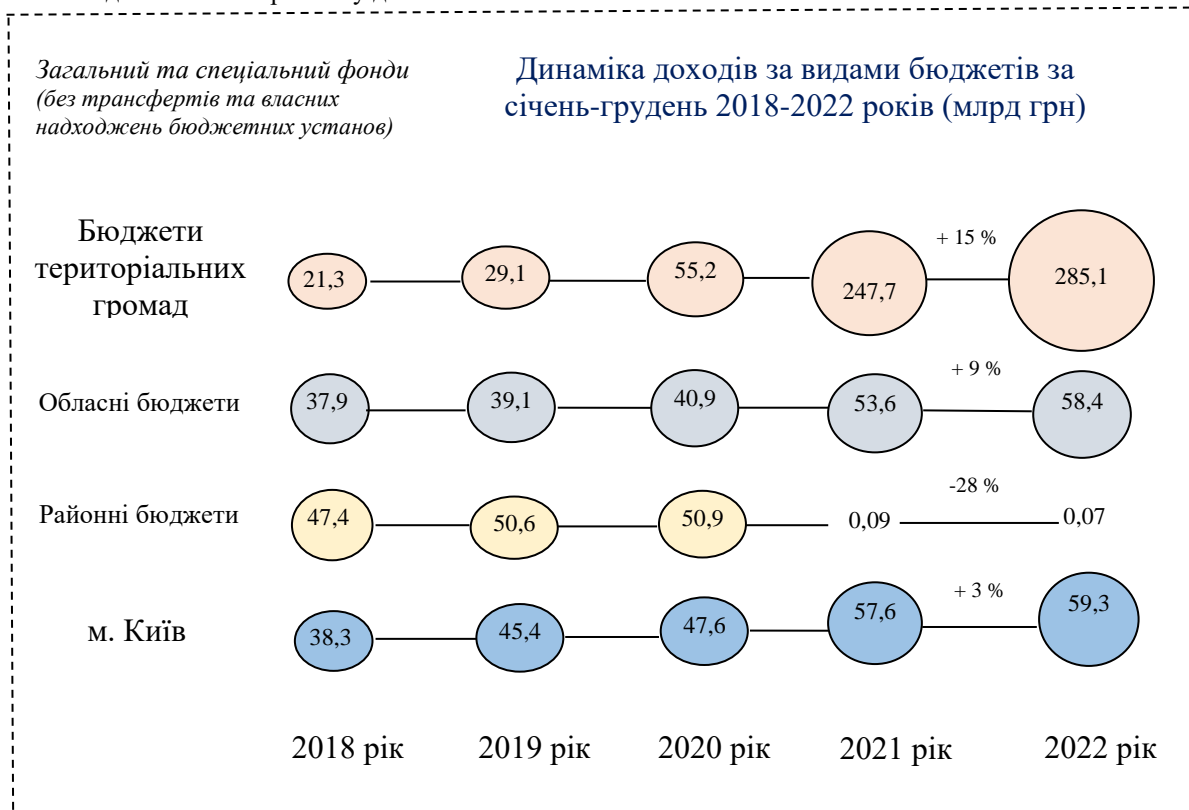 Загальний та спеціальний фонди
(без трансфертів та власних
надходжень бюджетних установ)
Динаміка доходів за видами бюджетів за
січень-грудень 2018-2022 років (млрд грн)
Бюджети
територіальних
громад
21,3
29,1
55,2
247,7
+ 15 %
285,1
Обласні бюджети
37,9
39,1
40,9
53,6
+ 9 %
58,4
Районні бюджети
47,4
50,6
50,9
0,09
-28 %
0,07
м. Київ
38,3
45,4
47,6
57,6
+ 3 %
59,3
2018 рік
2019 рік
2020 рік
2021 рік
2022 рік